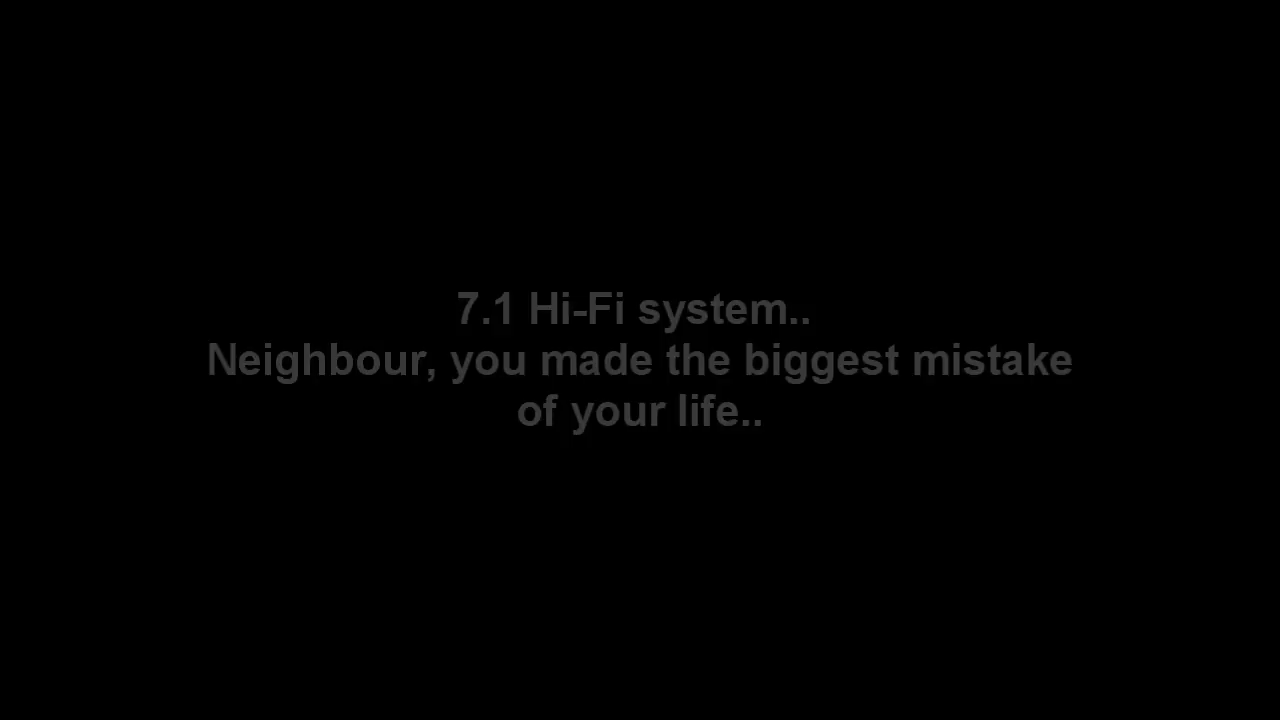 7.1 Hi-Fi system..
Neighbour, you made the biggest mistake
of your life..